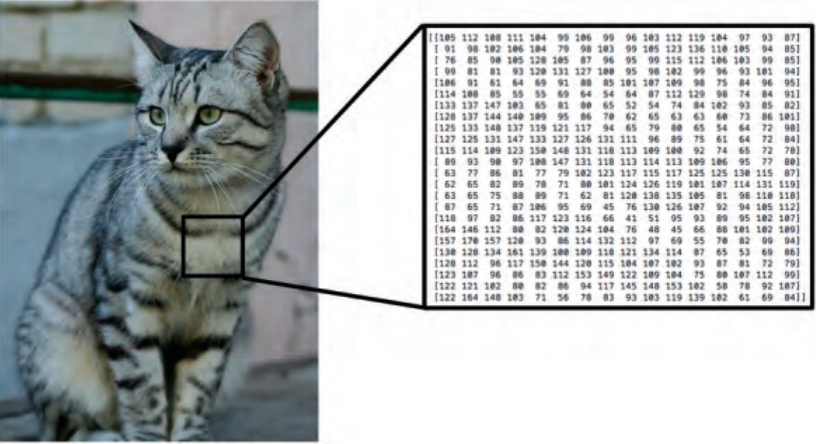 [[105 112 108 111 104 99 106 99 96 103 112 119 104 97 93 87]
[ 91 98 102 106 104 79 98 103 99 105 123 136 110 105 94 85]
[ 76 85 90 105 128 105 87 96 95 99 115 112 106 103 99 85]
[ 99 81 81 93 120 131 127 100 95 98 102 99 96 93 101 94]
[106 91 61 64 69 91 88 85 101 107 109 98 75 84 96 95]
[114 108 85 55 55 69 64 54 64 87 112 129 98 74 84 91]
[133 137 147 103 65 81 80 65 52 54 74 84 102 93 85 82]
[128 137 144 140 109 95 86 70 62 65 63 63 60 73 86 101]
[125 133 148 137 119 121 117 94 65 79 80 65 54 64 72 98]
[127 125 131 147 133 127 126 131 111 96 89 75 61 64 72 84]
[115 114 109 123 150 148 131 118 113 109 100 92 74 65 72 78]
[ 89 93 90 97 108 147 131 118 113 114 113 109 106 95 77 80]
[ 63 77 86 81 77 79 102 123 117 115 117 125 125 130 115 87]
[ 62 65 82 89 78 71 80 101 124 126 119 101 107 114 131 119]
[ 63 65 75 88 89 71 62 81 120 138 135 105 81 98 110 118]
[ 87 65 71 87 106 95 69 45 76 130 126 107 92 94 105 112]
[118 97 82 86 117 123 116 66 41 51 95 93 89 95 102 107]
[164 146 112 80 82 120 124 104 76 48 45 66 88 101 102 109]
[157 170 157 120 93 86 114 132 112 97 69 55 70 82 99 94]
[130 128 134 161 139 100 109 118 121 134 114 87 65 53 69 86]
[128 112 96 117 150 144 120 115 104 107 102 93 87 81 72 79]
[123 107 96 86 83 112 153 149 122 109 104 75 80 107 112 99]
[122 121 102 80 82 86 94 117 145 148 153 102 58 78 92 107]
[122 164 148 103 71 56 78 83 93 103 119 139 102 61 69 84]]